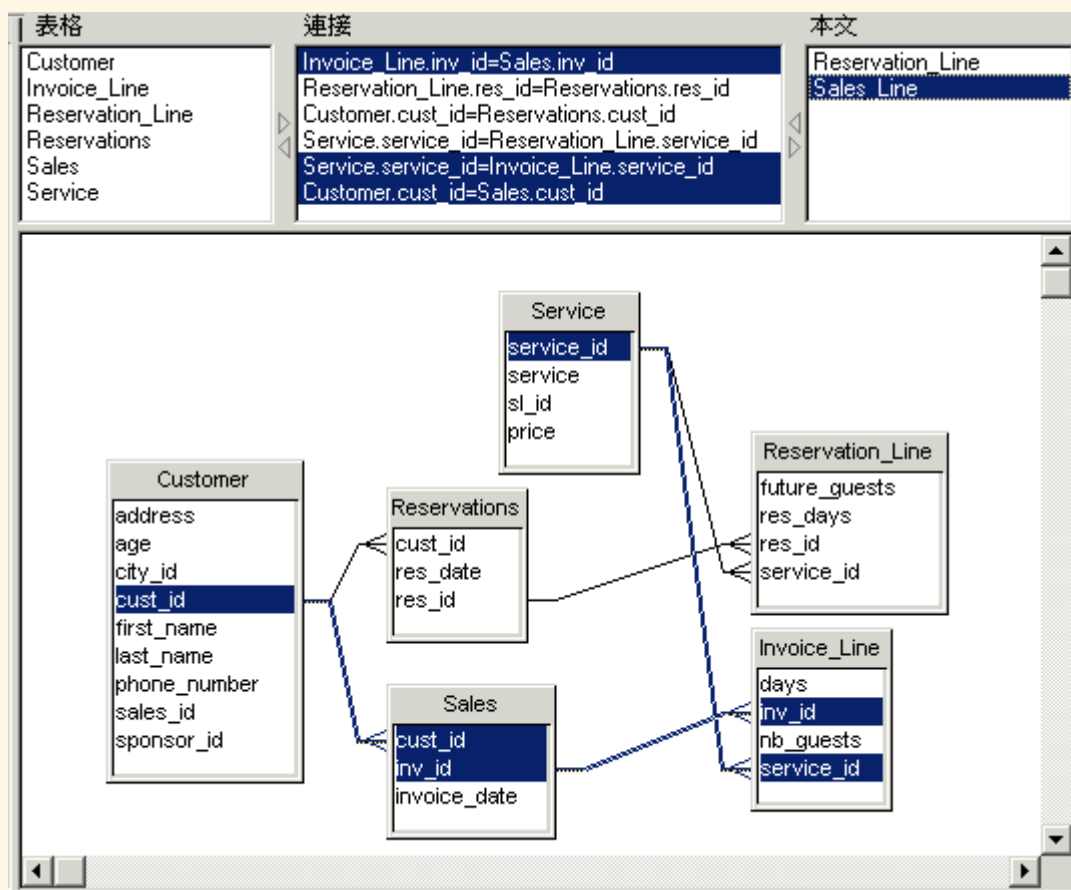 表格
Customer
Invoice_Line
Reservation_Line
Reservations
Sales
Service
連接
Invoice_Line.inv_id=Sales.inv_id
Reservation_Line.res_id=Reservations.res_id
Customer.cust_id=Reservations.cust_id
Service.service_id=Reservation_Line.service_id
Service.service_id=Invoice_Line.service_id
Customer.cust_id=Sales.cust_id
本文
Reservation_Line
Sales_Line
Service
service_id
service
sl_id
price
Customer
address
age
city_id
cust_id
first_name
last_name
phone_number
sales_id
sponsor_id
Reservations
cust_id
res_date
res_id
Sales
cust_id
inv_id
invoice_date
Reservation_Line
future_guests
res_days
res_id
service_id
Invoice_Line
days
inv_id
nb_guests
service_id